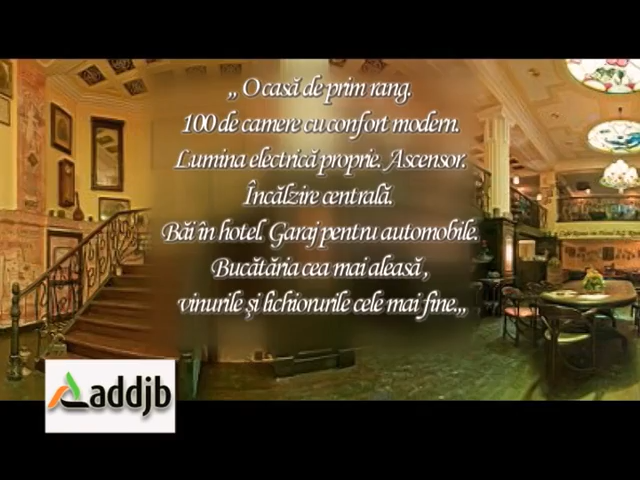 „ O casă de prim rang.
100 de camere cu confort modern.
Lumina electrică proprie. Ascensor.
Încălzire centrală.
Băi în hotel. Garaj pentru automobile.
Bucătăria cea mai aleasă ,
vinurile și lichiorurile cele mai fine.„
addjb